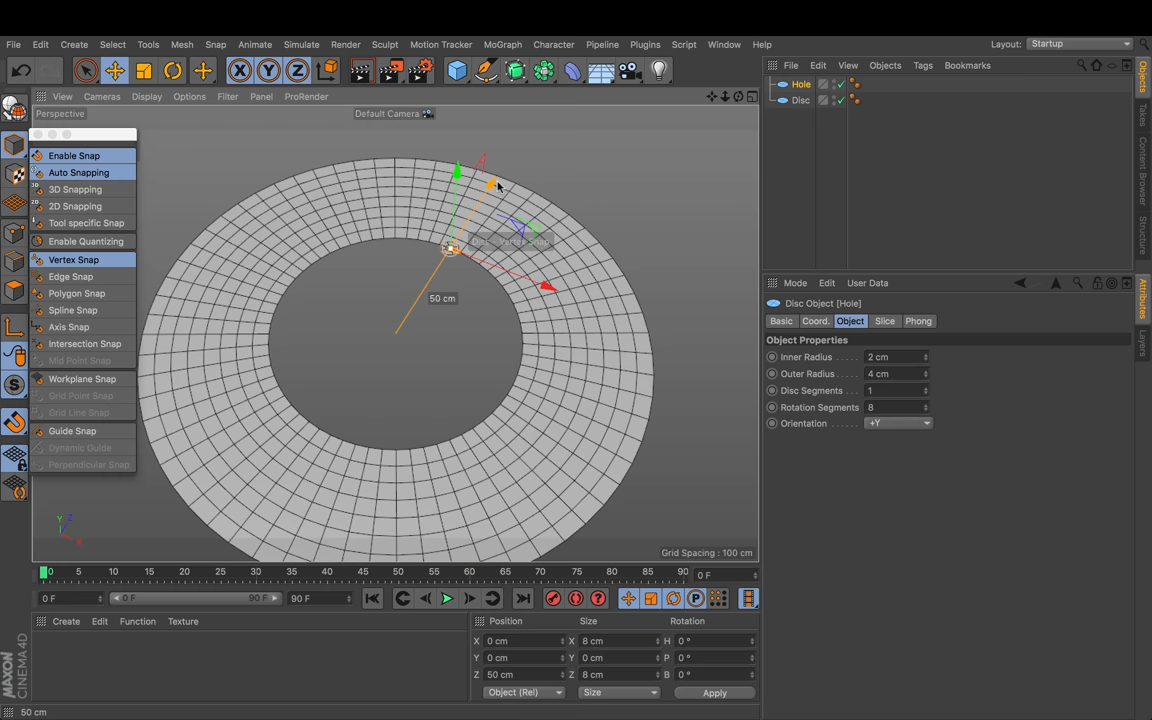 File Edit Create Select Tools Mesh Snap Animate Simulate Render Sculpt Motion Tracker MoGraph Character Pipeline Plugins Script Window Help Layout: Startup
X Y Z
View Cameras Display Options Filter Panel ProRender
Perspective
Default Camera
Enable Snap
Auto Snapping
3D Snapping
2D Snapping
Tool specific Snap
Enable Quantizing
Vertex Snap
Edge Snap
Polygon Snap
Spline Snap
Axis Snap
Intersection Snap
Mid Point Snap
Workplane Snap
Grid Point Snap
Grid Line Snap
Guide Snap
Dynamic Guide
Perpendicular Snap
Disc - Vertex Snap
50 cm
Y Z
X
Grid Spacing : 100 cm
0 5 10 15 20 25 30 35 40 45 50 55 60 65 70 75 80 85 90 0 F
0 F 0 F 90 F 90 F P
Create Edit Function Texture
Position Size Rotation
X 0 cm X 8 cm H 0 °
Y 0 cm Y 0 cm P 0 °
Z 50 cm Z 8 cm B 0 °
Object (Rel) Size Apply
MAXON
CINEMA 4D
50 cm
File Edit View Objects Tags Bookmarks
Hole
Disc
Objects
Takes
Content Browser
Structure
Mode Edit User Data
Disc Object [Hole]
Basic Coord. Object Slice Phong
Object Properties
Inner Radius . . . . . 2 cm
Outer Radius . . . . . 4 cm
Disc Segments . . . 1
Rotation Segments 8
Orientation . . . . . . +Y
Attributes
Layers